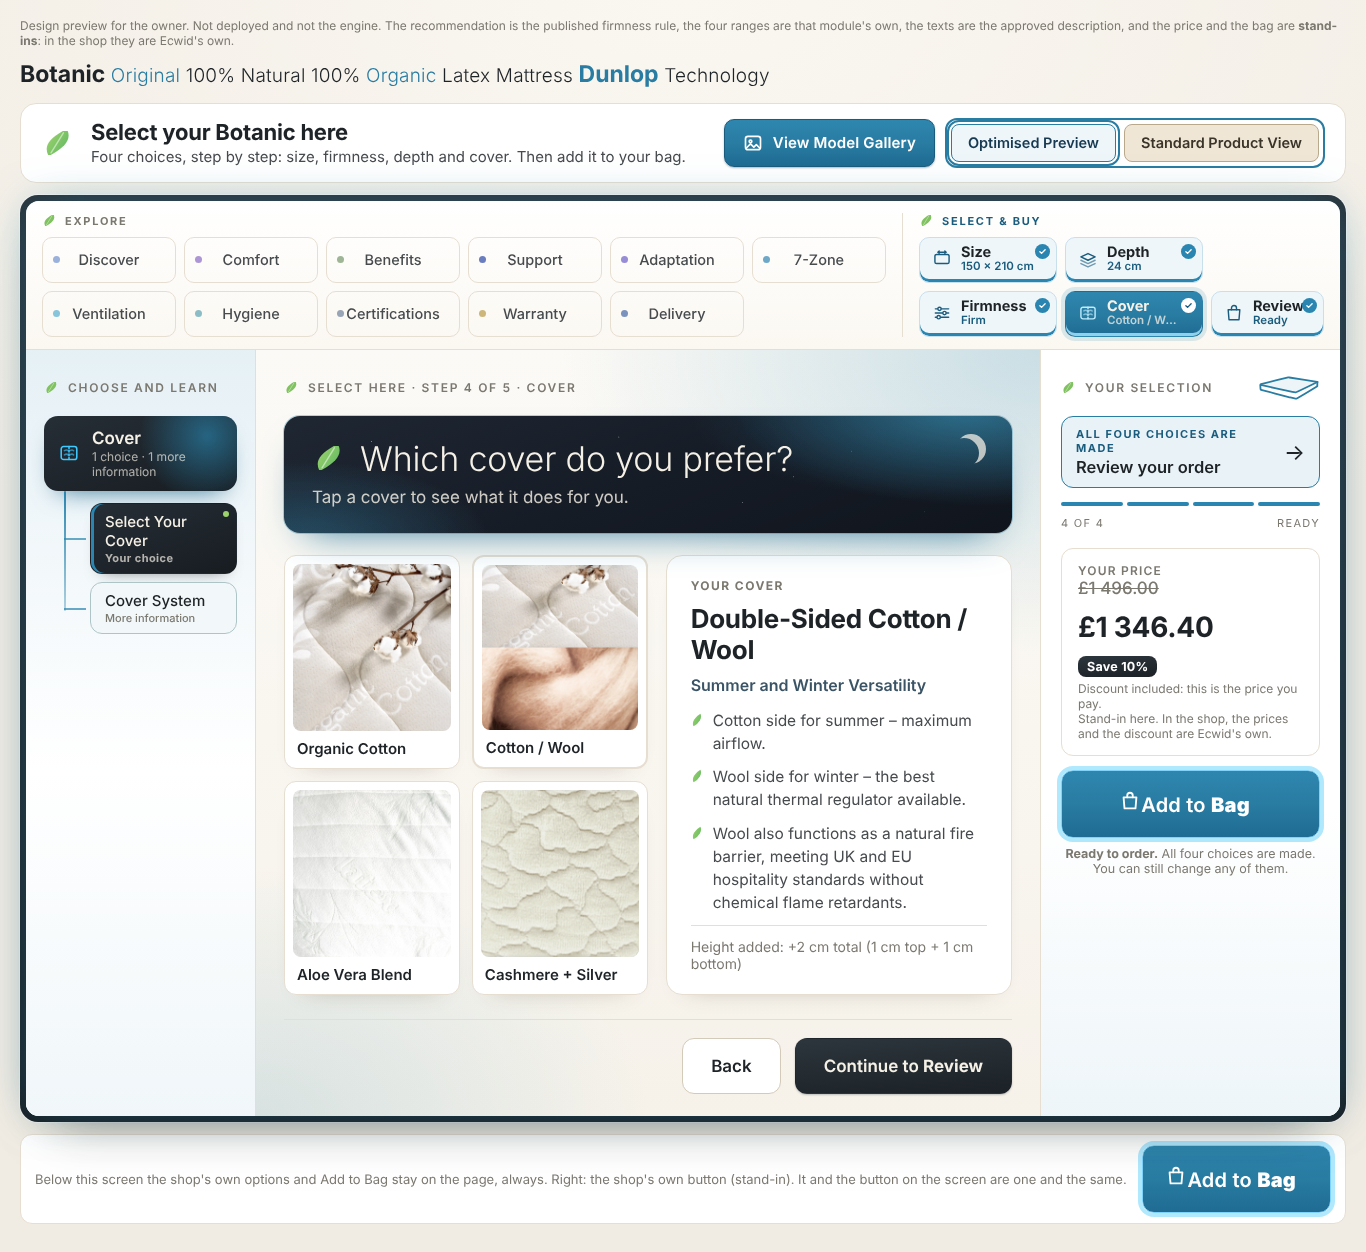 Design preview for the owner. Not deployed and not the engine. The recommendation is the published firmness rule, the four ranges are that module's own, the texts are the approved description, and the price and the bag are stand-
ins: in the shop they are Ecwid's own.
Botanic Original 100% Natural 100% Organic Latex Mattress Dunlop Technology
Select your Botanic here
Four choices, step by step: size, firmness, depth and cover. Then add it to your bag.
View Model Gallery
Optimised Preview
Standard Product View
EXPLORE
Discover
Comfort
Benefits
Support
Adaptation
7-Zone
Ventilation
Hygiene
Certifications
Warranty
Delivery
SELECT & BUY
Size
150 × 210 cm
Depth
24 cm
Firmness
Firm
Cover
Cotton / W...
Review
Ready
CHOOSE AND LEARN
Cover
1 choice · 1 more
information
Select Your
Cover
Your choice
Cover System
More information
SELECT HERE · STEP 4 OF 5 · COVER
Which cover do you prefer?
Tap a cover to see what it does for you.
Organic Cotton
Cotton / Wool
Aloe Vera Blend
Cashmere + Silver
YOUR COVER
Double-Sided Cotton /
Wool
Summer and Winter Versatility
Cotton side for summer – maximum
airflow.
Wool side for winter – the best
natural thermal regulator available.
Wool also functions as a natural fire
barrier, meeting UK and EU
hospitality standards without
chemical flame retardants.
Height added: +2 cm total (1 cm top + 1 cm
bottom)
Back
Continue to Review
YOUR SELECTION
ALL FOUR CHOICES ARE
MADE
Review your order
4 OF 4
READY
YOUR PRICE
£1 496.00
£1 346.40
Save 10%
Discount included: this is the price you
pay.
Stand-in here. In the shop, the prices
and the discount are Ecwid's own.
Add to Bag
Ready to order. All four choices are made.
You can still change any of them.
Below this screen the shop's own options and Add to Bag stay on the page, always. Right: the shop's own button (stand-in). It and the button on the screen are one and the same.
Add to Bag